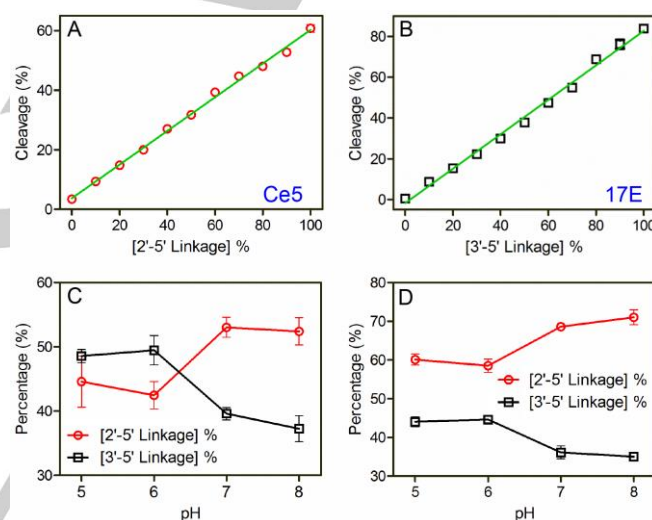 A
Cleavage (%)
60
40
20
0
Ce5
0 20 40 60 80 100
[2'-5' Linkage] %
B
Cleavage (%)
80
60
40
20
0
17E
0 20 40 60 80 100
[3'-5' Linkage] %
C
Percentage (%)
60
50
40
30
[2'-5' Linkage] %
[3'-5' Linkage] %
5 6 7 8
pH
D
Percentage (%)
80
70
60
50
40
30
[2'-5' Linkage] %
[3'-5' Linkage] %
5 6 7 8
pH